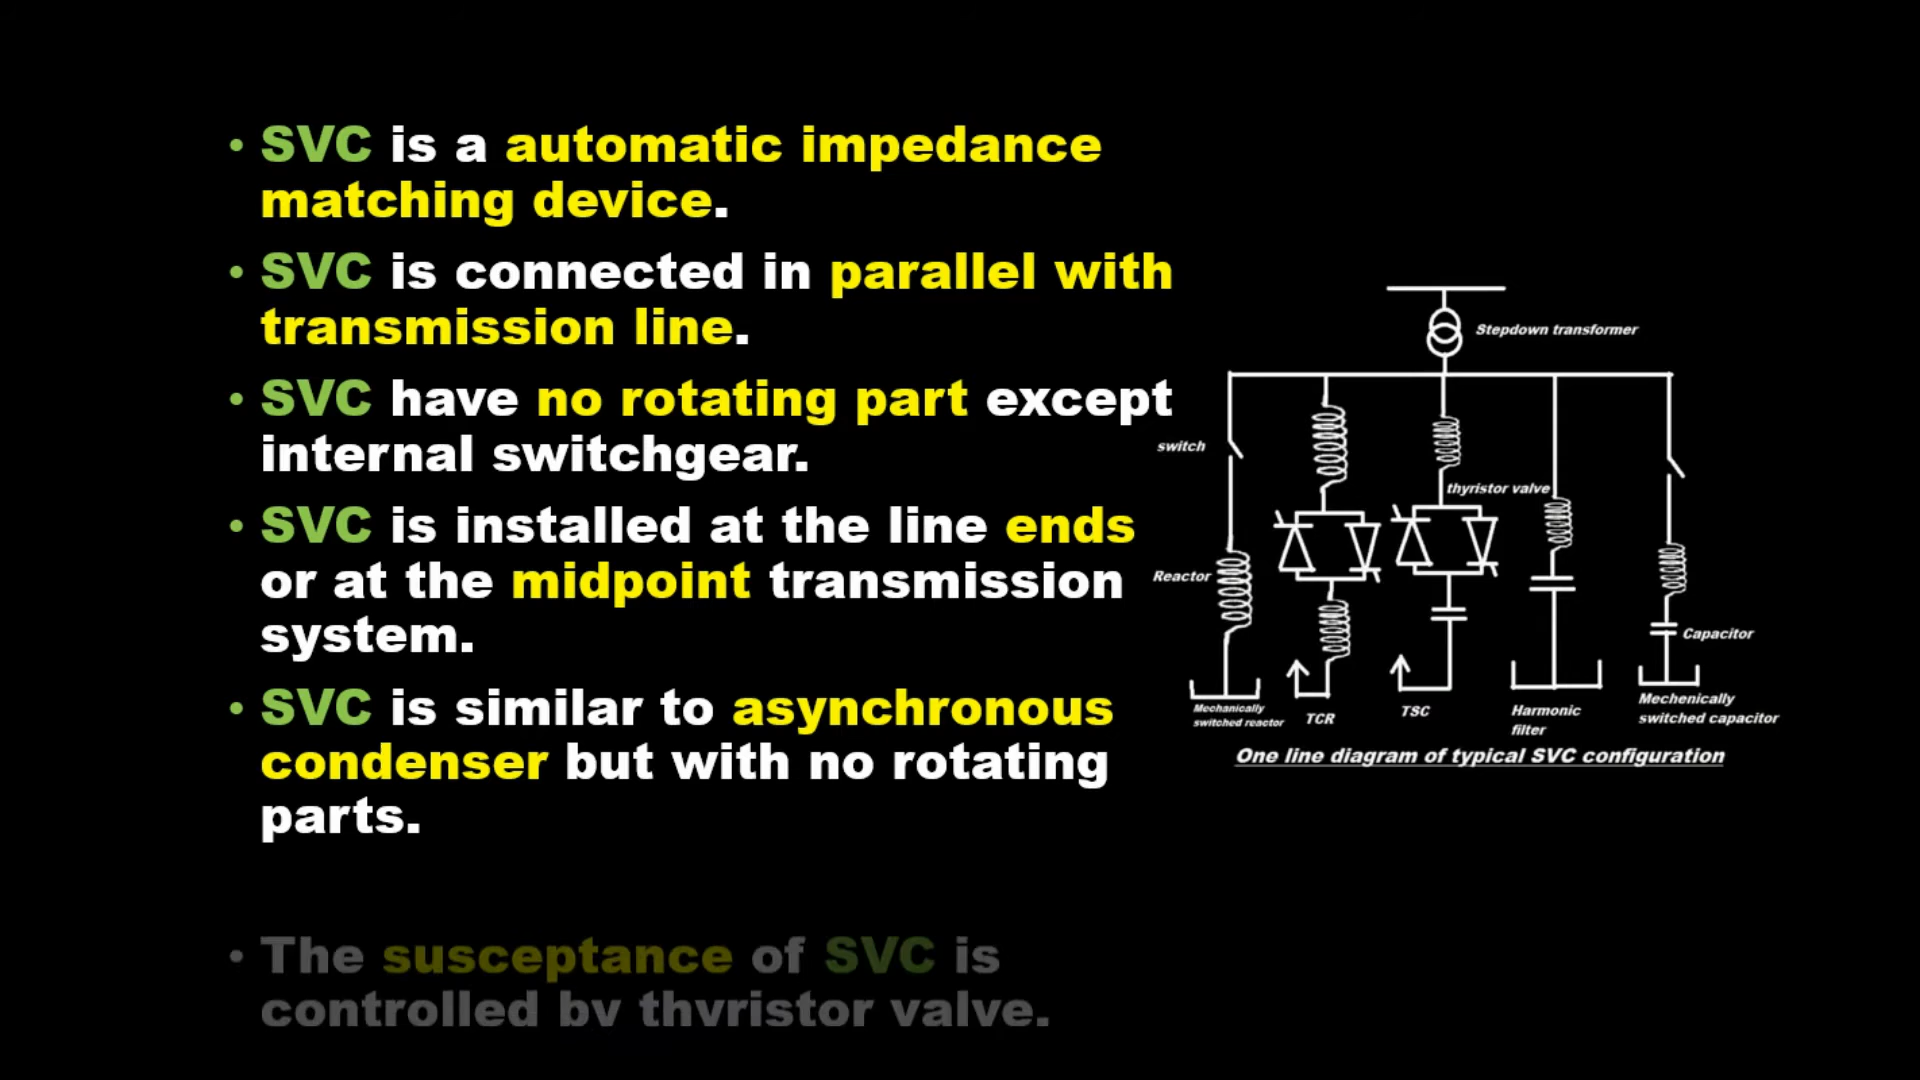 • SVC is a automatic impedance
matching device.
• SVC is connected in parallel with
transmission line.
• SVC have no rotating part except
internal switchgear.
• SVC is installed at the line ends
or at the midpoint transmission
system.
• SVC is similar to asynchronous
condenser but with no rotating
parts.
• The susceptance of SVC is
controlled by thyristor valve.
Stepdown transformer
switch
thyristor valve
Reactor
Capacitor
Mechanically
switched reactor
TCR
TSC
Harmonic
filter
Mechenically
switched capacitor
One line diagram of typical SVC configuration